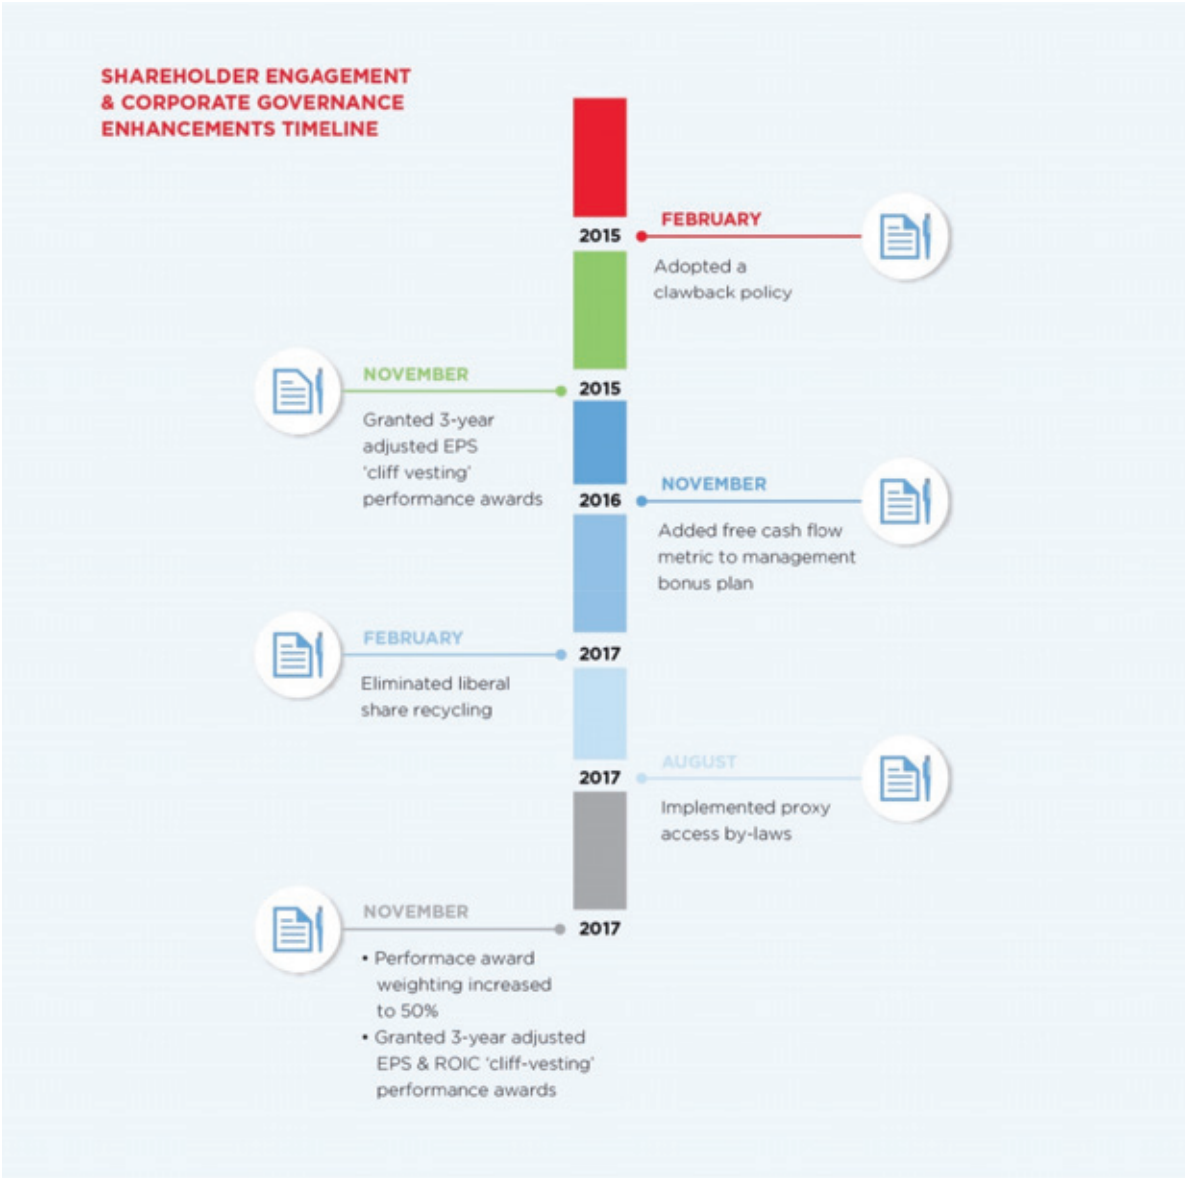 SHAREHOLDER ENGAGEMENT
& CORPORATE GOVERNANCE
ENHANCEMENTS TIMELINE
2015
FEBRUARY
Adopted a
clawback policy
NOVEMBER
2015
Granted 3-year
adjusted EPS
‘cliff vesting’
performance awards
2016
NOVEMBER
Added free cash flow
metric to management
bonus plan
FEBRUARY
2017
Eliminated liberal
share recycling
2017
AUGUST
Implemented proxy
access by-laws
NOVEMBER
2017
• Performace award
weighting increased
to 50%
• Granted 3-year adjusted
EPS & ROIC ‘cliff-vesting’
performance awards